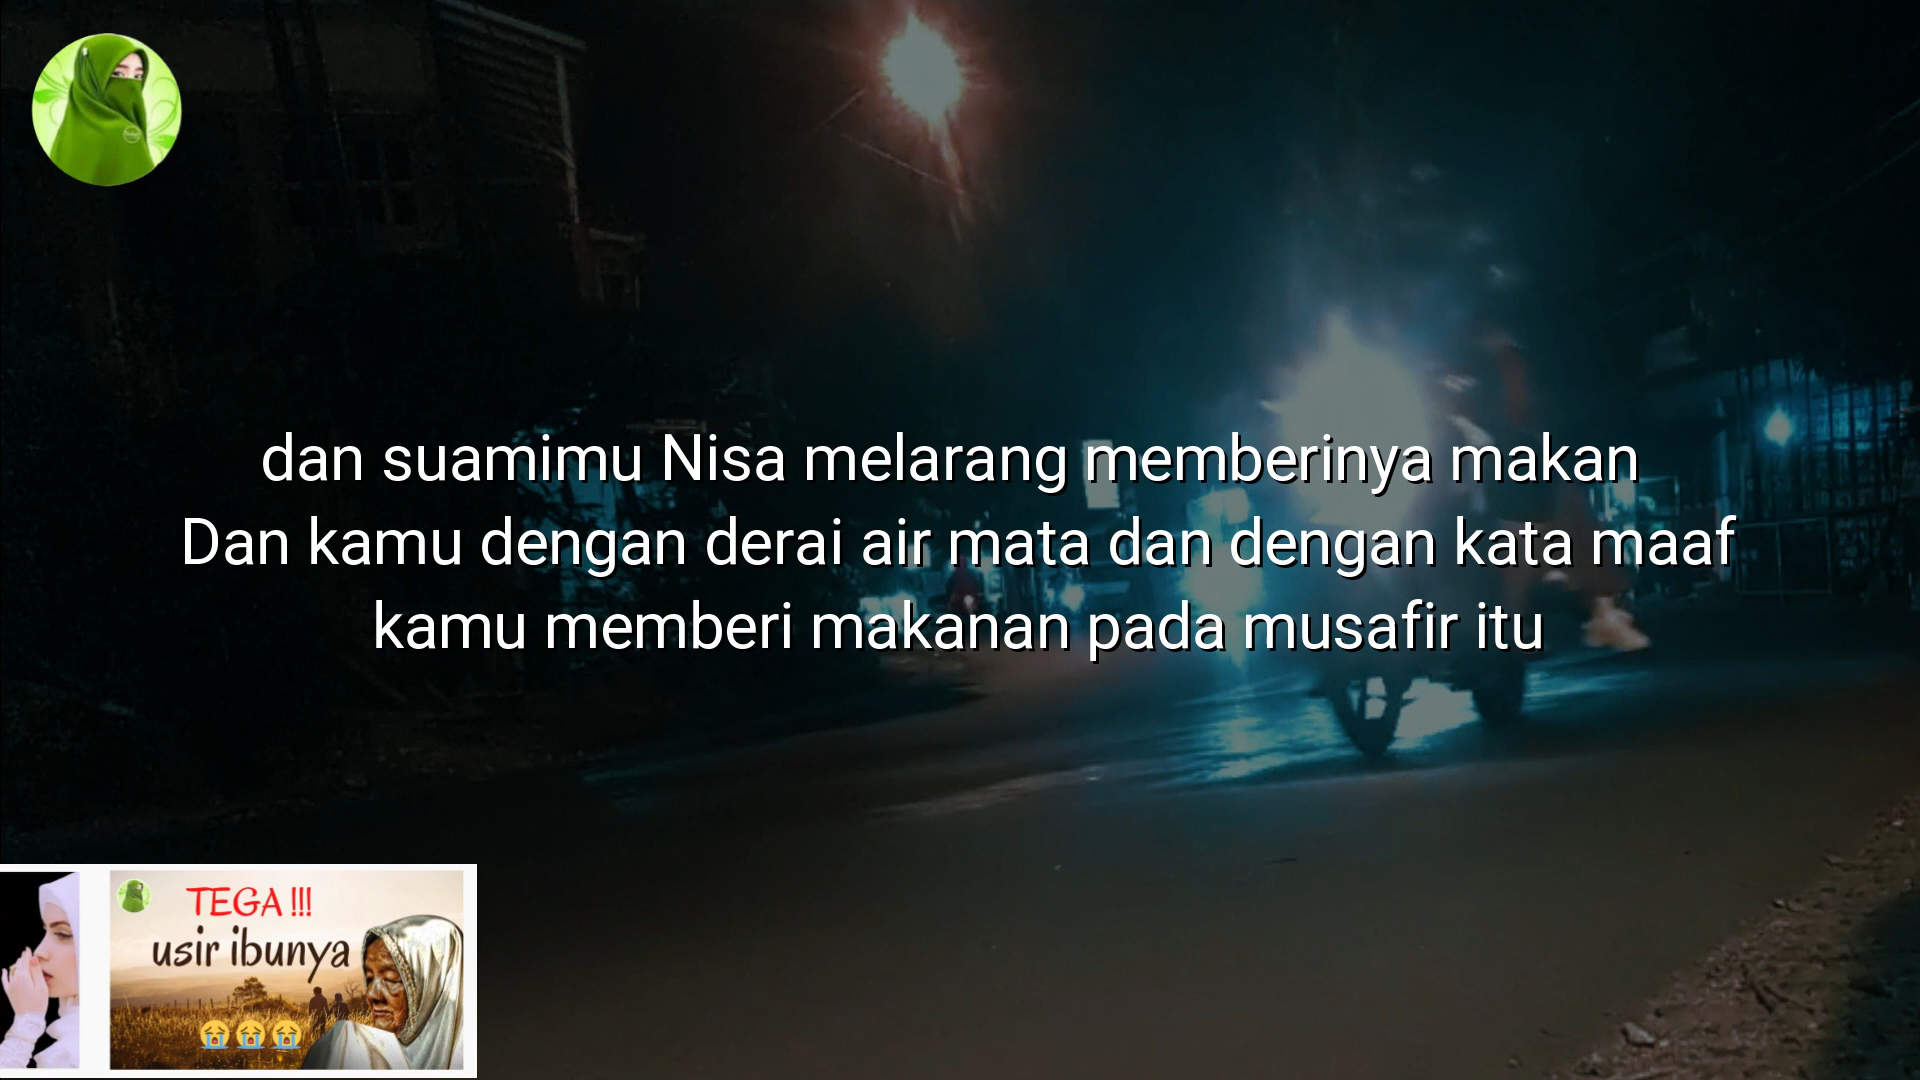 dan suamimu Nisa melarang memberinya makan
Dan kamu dengan derai air mata dan dengan kata maaf
kamu memberi makanan pada musafir itu
TEGA !!!
usir ibunya